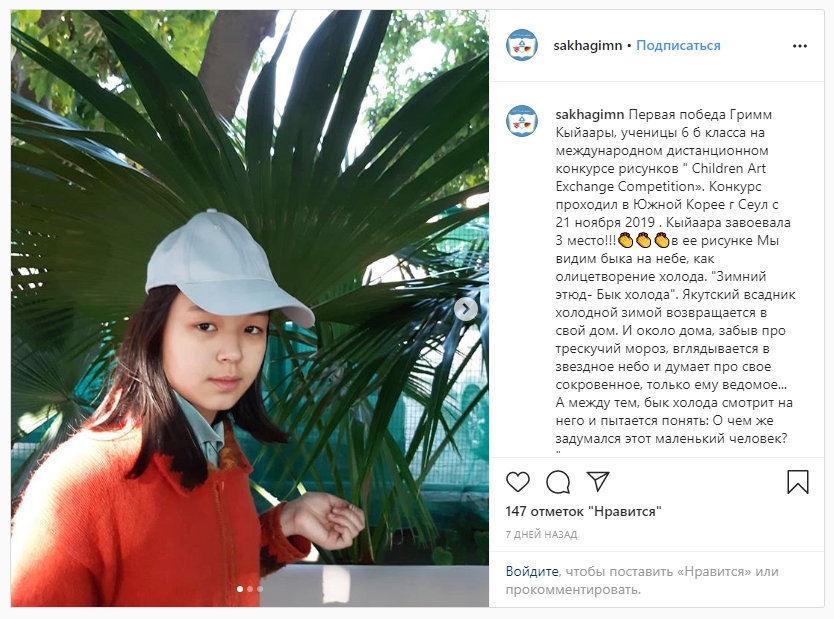 sakhagimn • Подписаться
sakhagimn Первая победа Гримм
Кыйаары, ученицы 6 б класса на
международном дистанционном
конкурсе рисунков " Children Art
Exchange Competition». Конкурс
проходил в Южной Корее г Сеул с
21 ноября 2019 . Кыйаара завоевала
3 место!!!👏👏👏в ее рисунке Мы
видим быка на небе, как
олицетворение холода. "Зимний
этюд- Бык холода". Якутский всадник
холодной зимой возвращается в
свой дом. И около дома, забыв про
трескучий мороз, вглядывается в
звездное небо и думает про свое
сокровенное, только ему ведомое...
А между тем, бык холода смотрит на
него и пытается понять: О чем же
задумался этот маленький человек?
"
147 отметок "Нравится"
7 ДНЕЙ НАЗАД
Войдите, чтобы поставить «Нравится» или
прокомментировать.